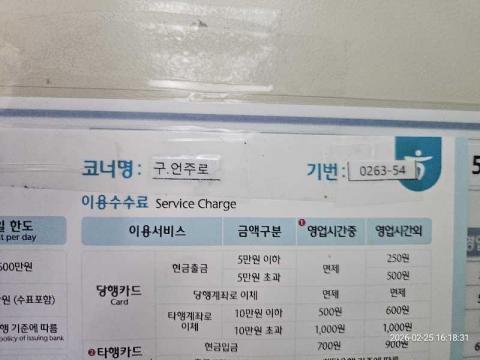 코너명 : 구.언주로 기번 : 0263-54
이용수수료 Service Charge
일 한도
it per day
600만원
(수표포함)
행 기준에 따름
policy of issuing bank
이용서비스 금액구분 ❶영업시간중 영업시간외
당행카드
Card
현금출금 5만원 이하 면제 250원
5만원 초과 500원
당행계좌로 이체 면제 면제
타행계좌로 이체 10만원 이하 500원 600원
10만원 초과 1,000원 1,000원
❷타행카드 현금입금 700원 900원
5
2026-02-25 16:18:31